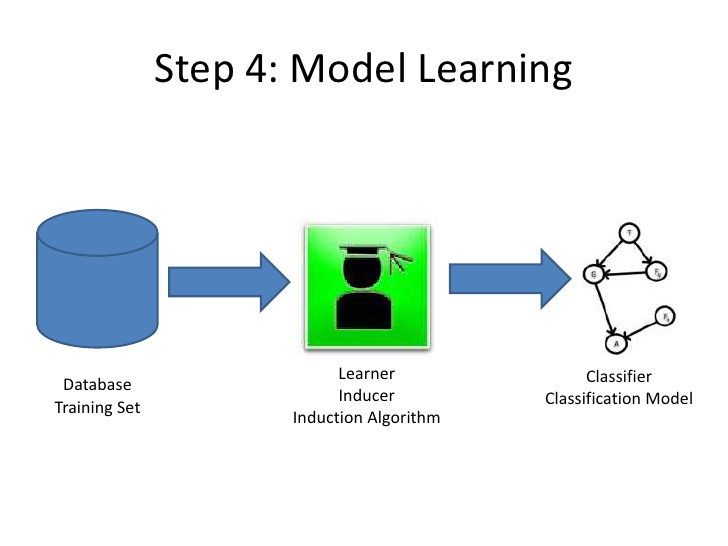 Step 4: Model Learning
Database
Training Set
Learner
Inducer
Induction Algorithm
Classifier
Classification Model
T
G
A